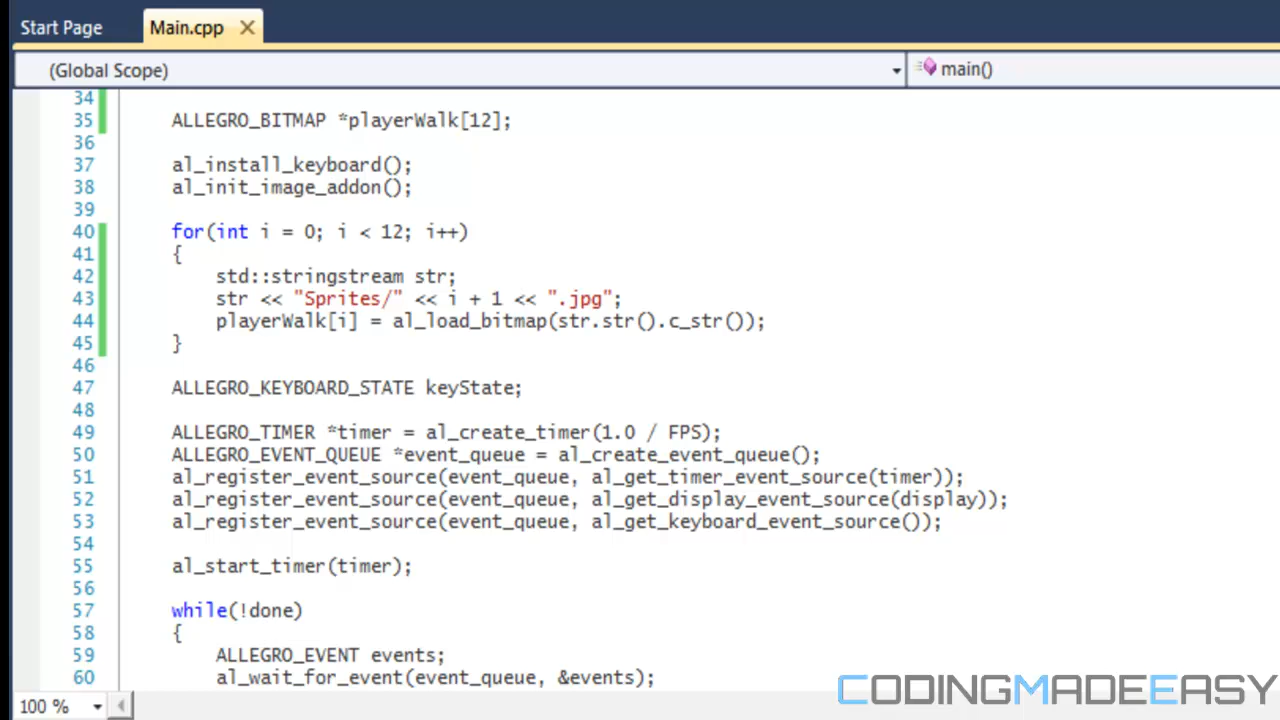 Start Page Main.cpp
(Global Scope) main()
34
35 ALLEGRO_BITMAP *playerWalk[12];
36
37 al_install_keyboard();
38 al_init_image_addon();
39
40 for(int i = 0; i < 12; i++)
41 {
42 std::stringstream str;
43 str << "Sprites/" << i + 1 << ".jpg";
44 playerWalk[i] = al_load_bitmap(str.str().c_str());
45 }
46
47 ALLEGRO_KEYBOARD_STATE keyState;
48
49 ALLEGRO_TIMER *timer = al_create_timer(1.0 / FPS);
50 ALLEGRO_EVENT_QUEUE *event_queue = al_create_event_queue();
51 al_register_event_source(event_queue, al_get_timer_event_source(timer));
52 al_register_event_source(event_queue, al_get_display_event_source(display));
53 al_register_event_source(event_queue, al_get_keyboard_event_source());
54
55 al_start_timer(timer);
56
57 while(!done)
58 {
59 ALLEGRO_EVENT events;
60 al_wait_for_event(event_queue, &events);
100 %
CODINGMADEEASY